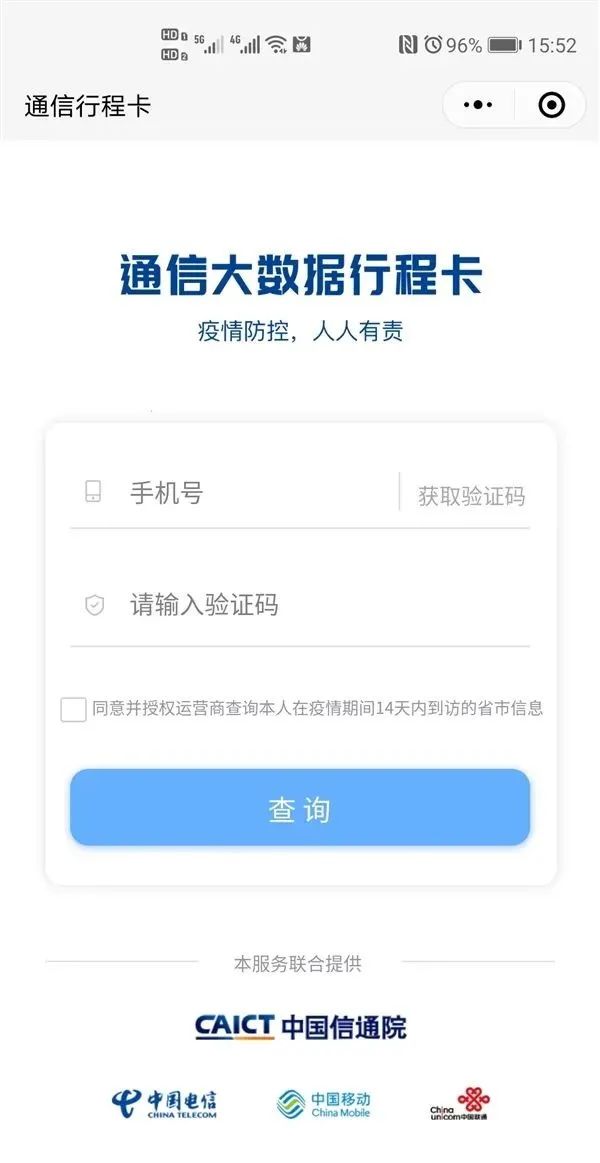 HD 1 5G 4G
HD 2
96% 15:52
通信行程卡
通信大数据行程卡
疫情防控，人人有责
手机号
获取验证码
请输入验证码
同意并授权运营商查询本人在疫情期间14天内到访的省市信息
查询
本服务联合提供
CAICT 中国信通院
中国电信
CHINA TELECOM
中国移动
China Mobile
China
unicom中国联通